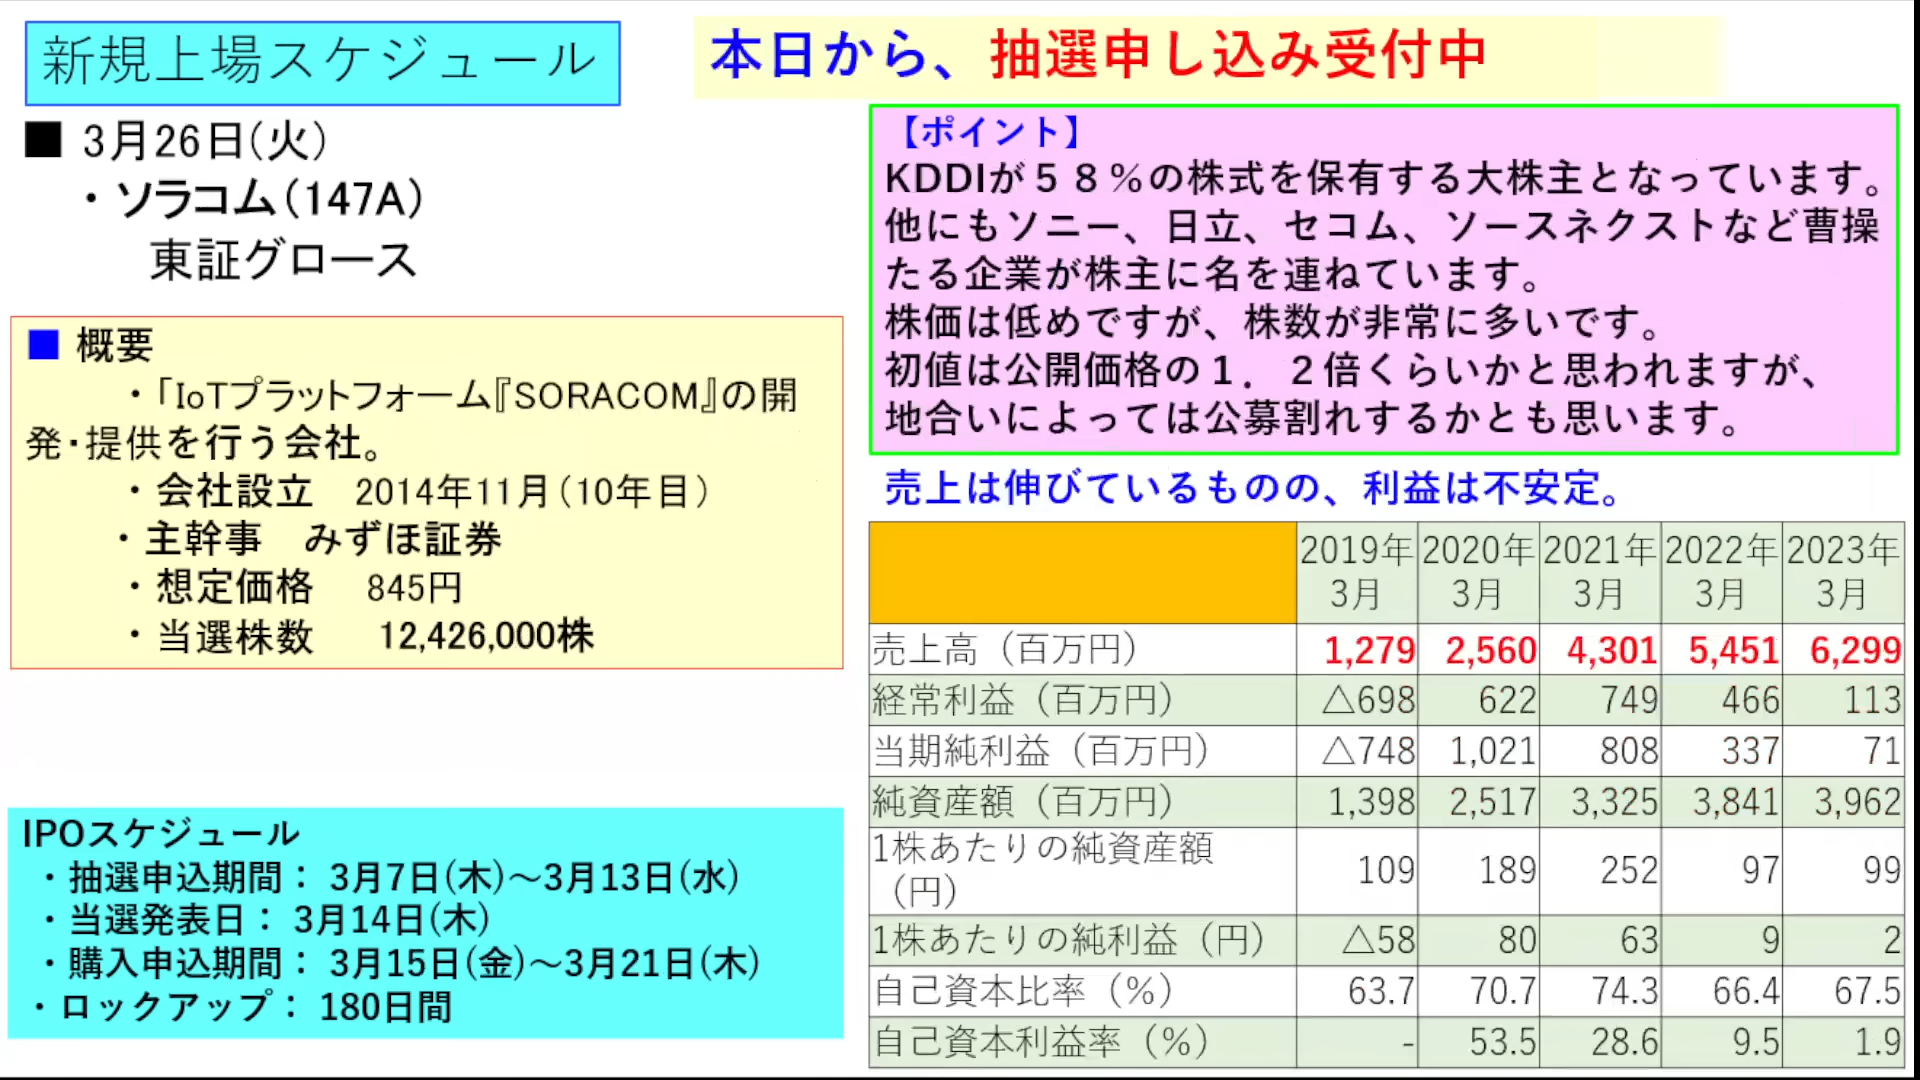 新規上場スケジュール
本日から、抽選申し込み受付中
■ 3月26日(火)
・ソラコム(147A)
東証グロース
■ 概要
・「IoTプラットフォーム『SORACOM』の開
発・提供を行う会社。
・会社設立 2014年11月(10年目)
・主幹事 みずほ証券
・想定価格 845円
・当選株数 12,426,000株
IPOスケジュール
・抽選申込期間： 3月7日(木)～3月13日(水)
・当選発表日： 3月14日(木)
・購入申込期間： 3月15日(金)～3月21日(木)
・ロックアップ： 180日間
【ポイント】
KDDIが５８％の株式を保有する大株主となっています。
他にもソニー、日立、セコム、ソースネクストなど曹操
たる企業が株主に名を連ねています。
株価は低めですが、株数が非常に多いです。
初値は公開価格の１．２倍くらいかと思われますが、
地合いによっては公募割れするかとも思います。
売上は伸びているものの、利益は不安定。
2019年 2020年 2021年 2022年 2023年
3月 3月 3月 3月 3月
売上高（百万円） 1,279 2,560 4,301 5,451 6,299
経常利益（百万円） △698 622 749 466 113
当期純利益（百万円） △748 1,021 808 337 71
純資産額（百万円） 1,398 2,517 3,325 3,841 3,962
1株あたりの純資産額
（円） 109 189 252 97 99
1株あたりの純利益（円） △58 80 63 9 2
自己資本比率（％） 63.7 70.7 74.3 66.4 67.5
自己資本利益率（％） - 53.5 28.6 9.5 1.9